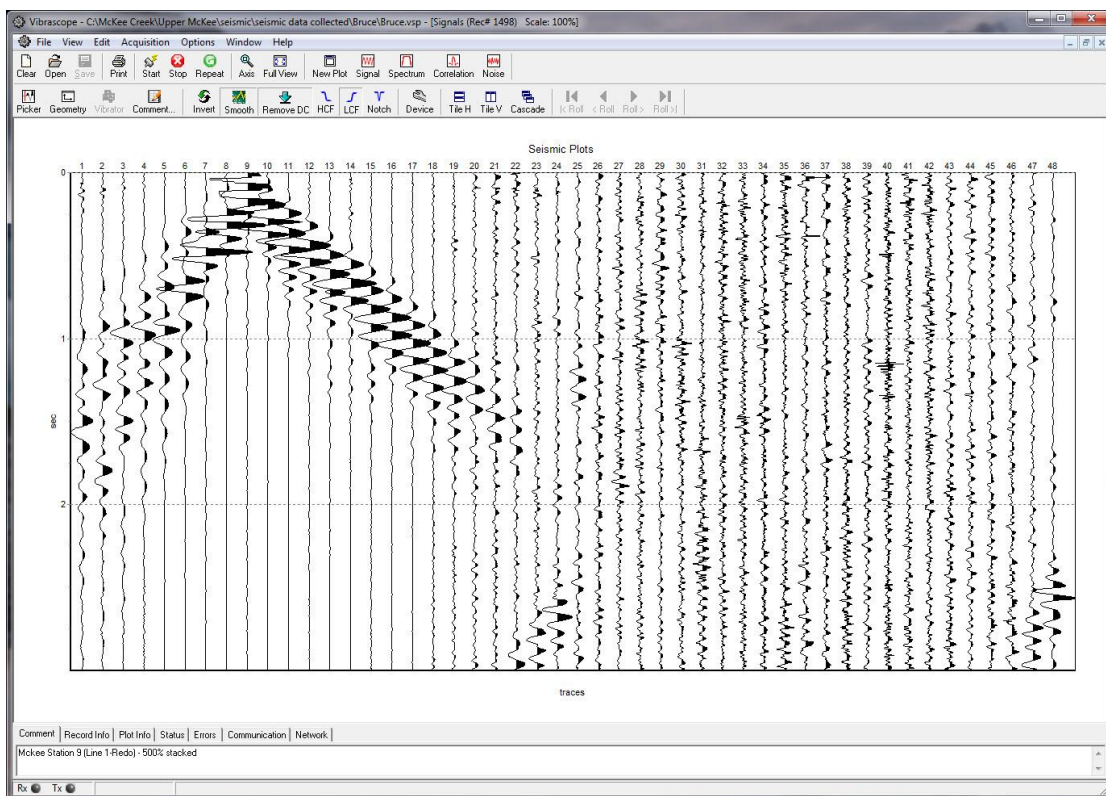 Vibrascope - C:\McKee Creek\Upper McKee\seismic\seismic data collected\Bruce\Bruce.vsp - [Signals (Rec# 1498) Scale: 100%]
File View Edit Acquisition Options Window Help
Clear Open Save Print Start Stop Repeat Axis Full View New Plot Signal Spectrum Correlation Noise
Picker Geometry Vibrator Comment... Invert Smooth Remove DC HCF LCF Notch Device Tile H Tile V Cascade |< Roll < Roll Roll > Roll >|
Seismic Plots
1 2 3 4 5 6 7 8 9 10 11 12 13 14 15 16 17 18 19 20 21 22 23 24 25 26 27 28 29 30 31 32 33 34 35 36 37 38 39 40 41 42 43 44 45 46 47 48
0
1
sec
2
traces
Comment Record Info Plot Info Status Errors Communication Network
Mckee Station 9 (Line 1-Redo) - 500% stacked
Rx Tx